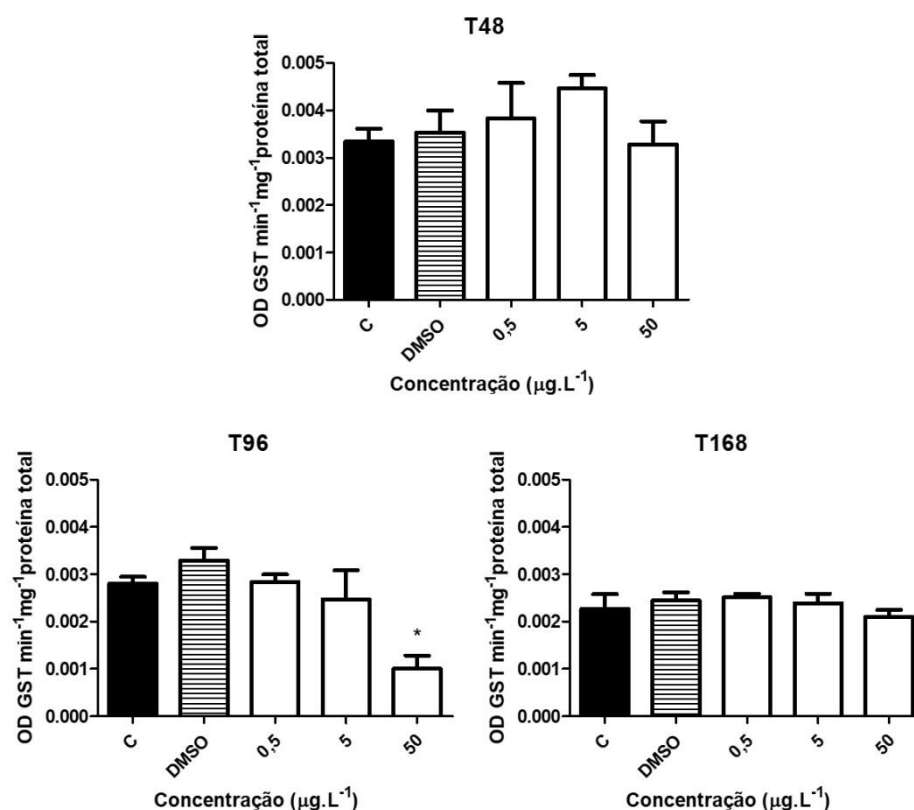 T48
OD GST min⁻¹mg⁻¹proteína total
0.005
0.004
0.003
0.002
0.001
0.000
C
DMSO
0,5
5
50
Concentração (μg.L⁻¹)
T96
OD GST min⁻¹mg⁻¹proteína total
0.005
0.004
0.003
0.002
0.001
0.000
*
C
DMSO
0,5
5
50
Concentração (μg.L⁻¹)
T168
OD GST min⁻¹mg⁻¹proteína total
0.005
0.004
0.003
0.002
0.001
0.000
C
DMSO
0,5
5
50
Concentração (μg.L⁻¹)